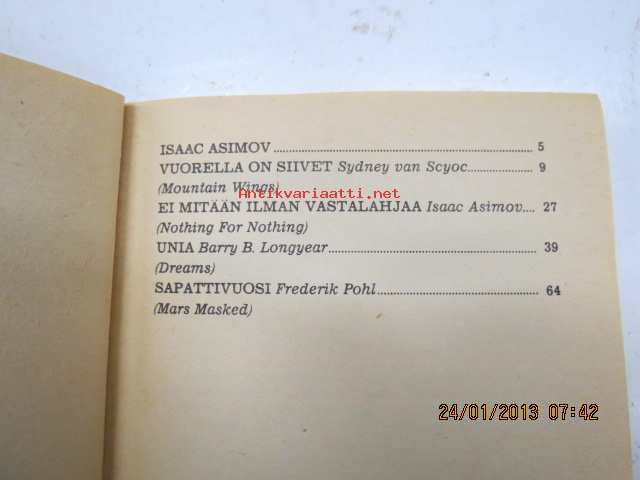 ISAAC ASIMOV.......................................................... 5
VUORELLA ON SIIVET Sydney van Scyoc................ 9
(Mountain Wings)
Antikvariaatti.net
EI MITÄÄN ILMAN VASTALAHJAA Isaac Asimov.... 27
(Nothing For Nothing)
UNIA Barry B. Longyear............................................. 39
(Dreams)
SAPATTIVUOSI Frederik Pohl.................................... 64
(Mars Masked)
24/01/2013 07:42